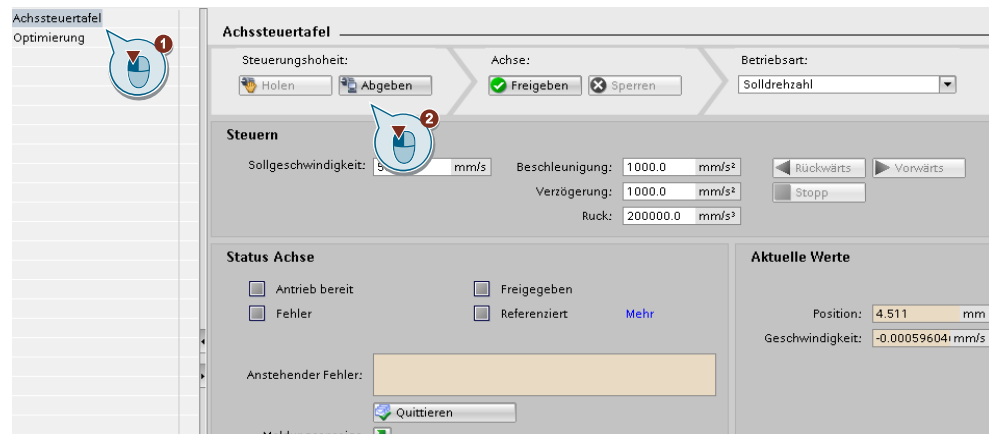 Achssteuertafel
Optimierung
1
Achssteuertafel
Steuerungshoheit:
Achse:
Betriebsart:
Holen
Abgeben
Freigeben
Sperren
Solldrehzahl
2
Steuern
Sollgeschwindigkeit:
mm/s
Beschleunigung:
1000.0
mm/s²
Rückwärts
Vorwärts
Verzögerung:
1000.0
mm/s²
Stopp
Ruck:
200000.0
mm/s³
Status Achse
Aktuelle Werte
Antrieb bereit
Freigegeben
Fehler
Referenziert
Mehr
Position:
4.511
mm
Geschwindigkeit:
-0.00059604
mm/s
Anstehender Fehler:
Quittieren